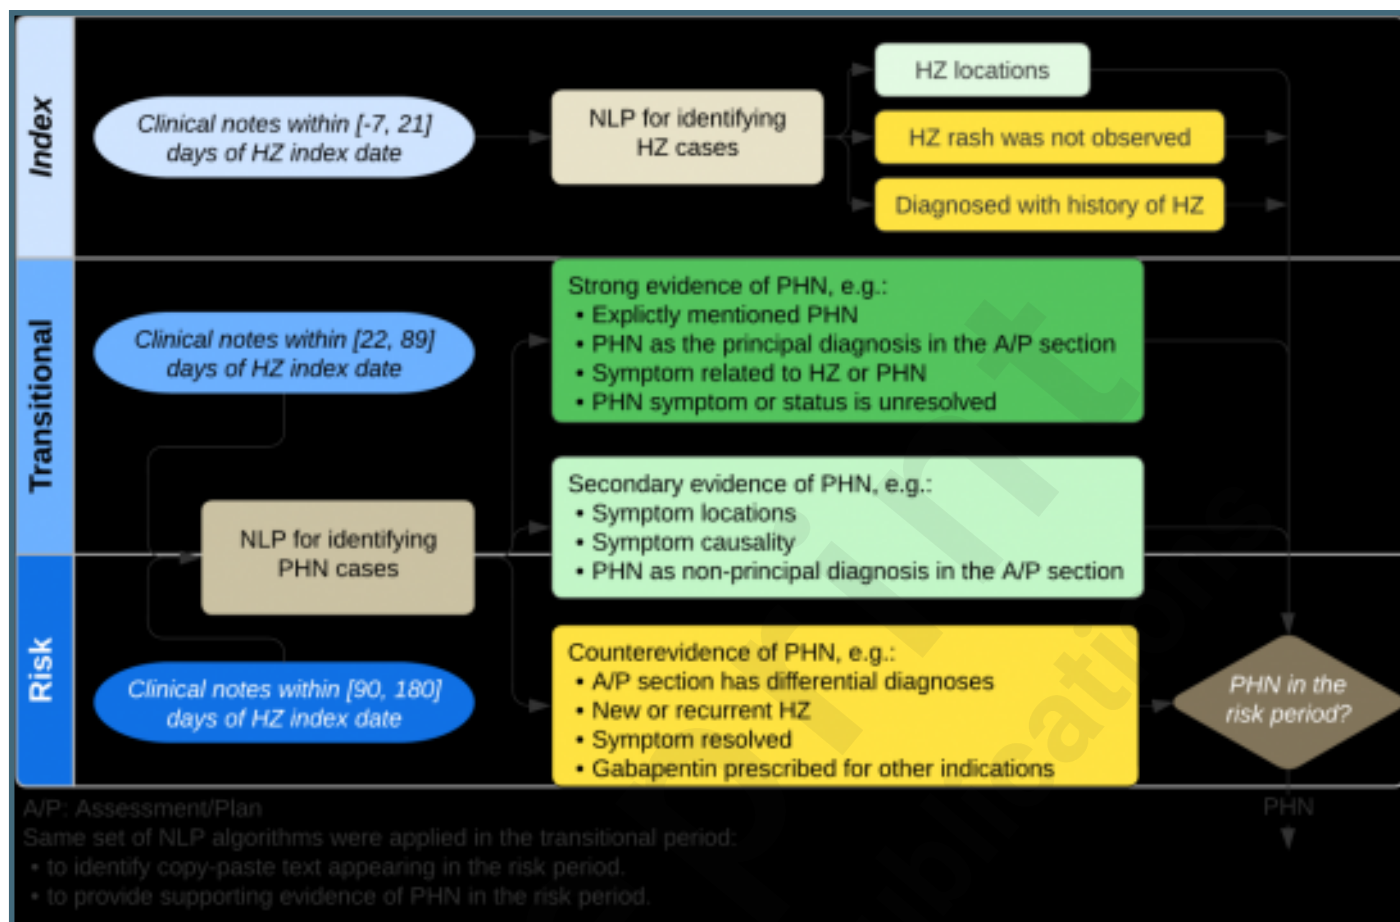 Index
Clinical notes within [-7, 21]
days of HZ index date
NLP for identifying
HZ cases
HZ locations
HZ rash was not observed
Diagnosed with history of HZ
Transitional
Clinical notes within [22, 89]
days of HZ index date
Strong evidence of PHN, e.g.:
• Explictly mentioned PHN
• PHN as the principal diagnosis in the A/P section
• Symptom related to HZ or PHN
• PHN symptom or status is unresolved
NLP for identifying
PHN cases
Secondary evidence of PHN, e.g.:
• Symptom locations
• Symptom causality
• PHN as non-principal diagnosis in the A/P section
Risk
Clinical notes within [90, 180]
days of HZ index date
Counterevidence of PHN, e.g.:
• A/P section has differential diagnoses
• New or recurrent HZ
• Symptom resolved
• Gabapentin prescribed for other indications
PHN in the
risk period?
PHN
A/P: Assessment/Plan
Same set of NLP algorithms were applied in the transitional period:
• to identify copy-paste text appearing in the risk period.
• to provide supporting evidence of PHN in the risk period.